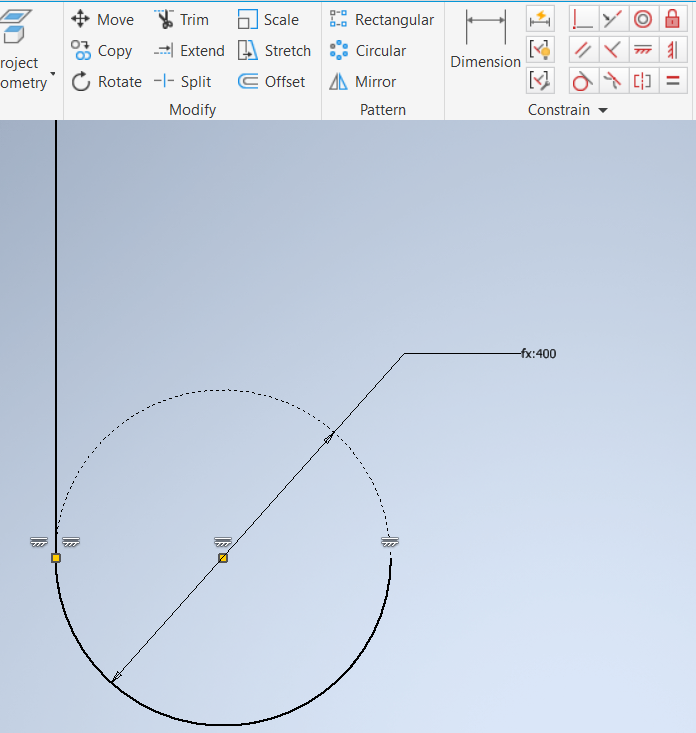 Move
Trim
Scale
Rectangular
roject
Copy
Extend
Stretch
Circular
Dimension
ometry
Rotate
Split
Offset
Mirror
Modify
Pattern
Constrain
fx:400